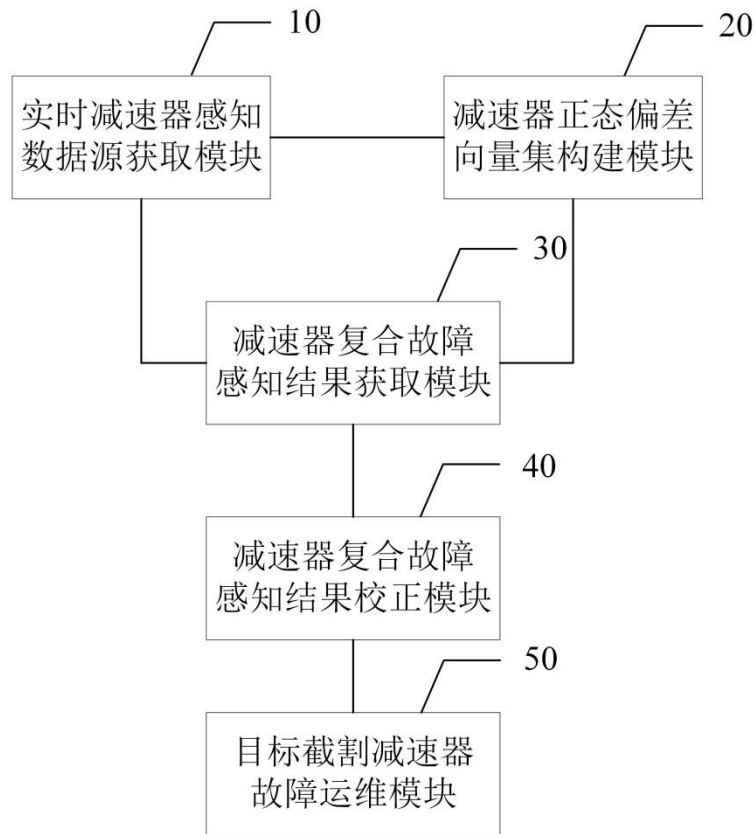 10
实时减速器感知
数据源获取模块
20
减速器正态偏差
向量集构建模块
30
减速器复合故障
感知结果获取模块
40
减速器复合故障
感知结果校正模块
50
目标截割减速器
故障运维模块